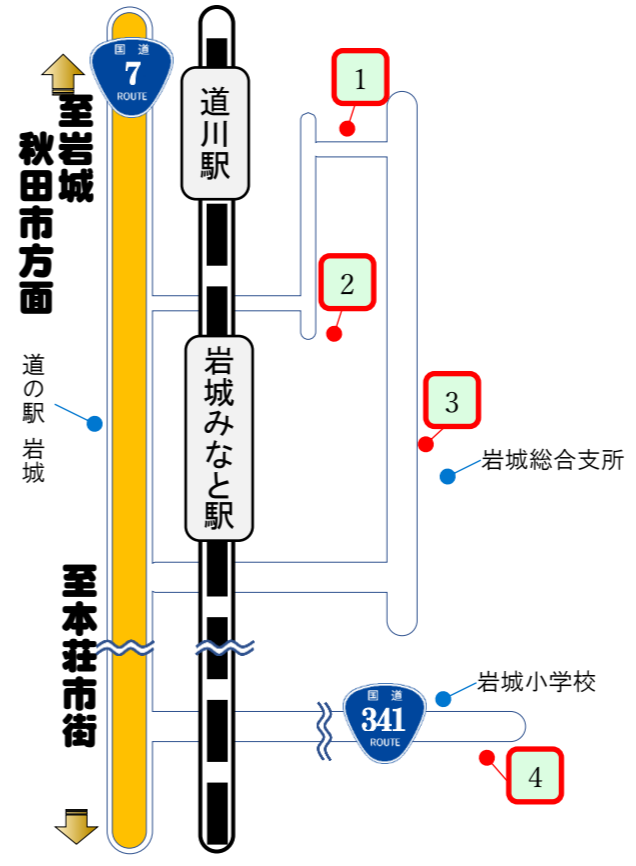 国道
7
ROUTE
至岩城
秋田市方面
道川駅
1
2
岩城みなと駅
3
道の駅 岩城
岩城総合支所
至本荘市街
国道
341
ROUTE
岩城小学校
4